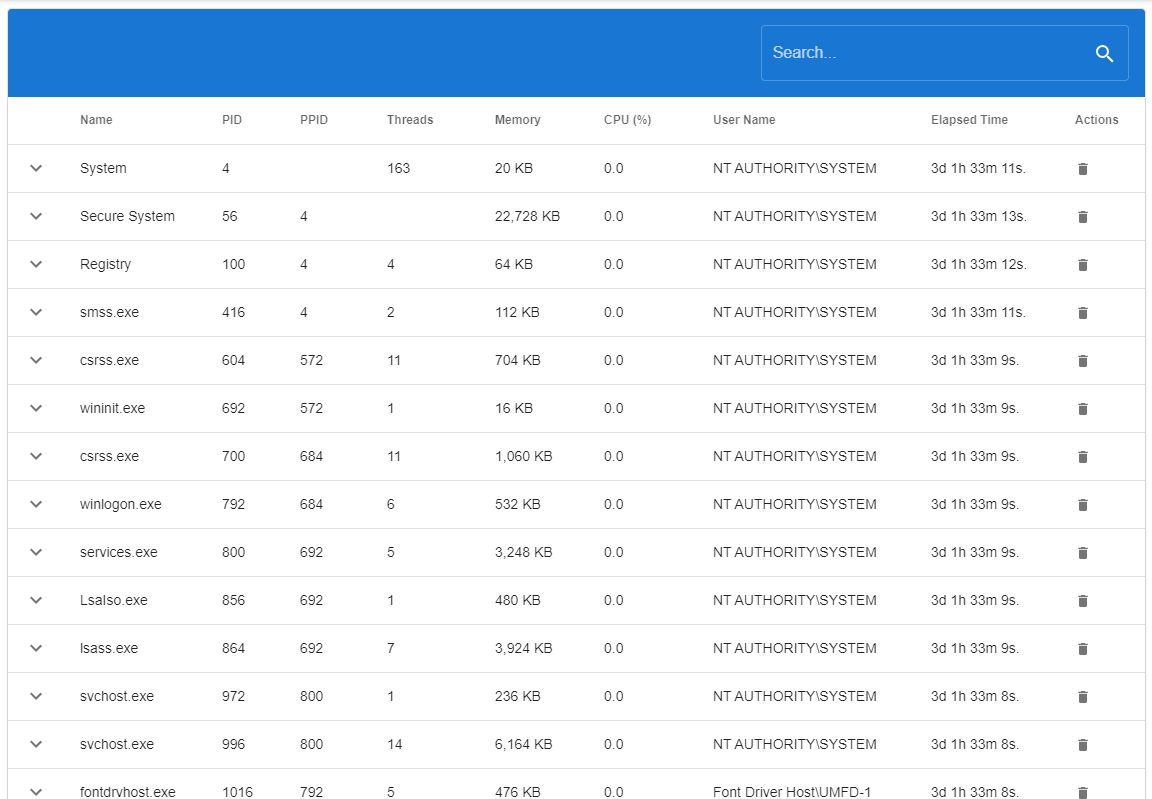 Search...
Name PID PPID Threads Memory CPU (%) User Name Elapsed Time Actions
System 4 163 20 KB 0.0 NT AUTHORITY\SYSTEM 3d 1h 33m 11s.
Secure System 56 4 22,728 KB 0.0 NT AUTHORITY\SYSTEM 3d 1h 33m 13s.
Registry 100 4 4 64 KB 0.0 NT AUTHORITY\SYSTEM 3d 1h 33m 12s.
smss.exe 416 4 2 112 KB 0.0 NT AUTHORITY\SYSTEM 3d 1h 33m 11s.
csrss.exe 604 572 11 704 KB 0.0 NT AUTHORITY\SYSTEM 3d 1h 33m 9s.
wininit.exe 692 572 1 16 KB 0.0 NT AUTHORITY\SYSTEM 3d 1h 33m 9s.
csrss.exe 700 684 11 1,060 KB 0.0 NT AUTHORITY\SYSTEM 3d 1h 33m 9s.
winlogon.exe 792 684 6 532 KB 0.0 NT AUTHORITY\SYSTEM 3d 1h 33m 9s.
services.exe 800 692 5 3,248 KB 0.0 NT AUTHORITY\SYSTEM 3d 1h 33m 9s.
LsaIso.exe 856 692 1 480 KB 0.0 NT AUTHORITY\SYSTEM 3d 1h 33m 9s.
lsass.exe 864 692 7 3,924 KB 0.0 NT AUTHORITY\SYSTEM 3d 1h 33m 9s.
svchost.exe 972 800 1 236 KB 0.0 NT AUTHORITY\SYSTEM 3d 1h 33m 8s.
svchost.exe 996 800 14 6,164 KB 0.0 NT AUTHORITY\SYSTEM 3d 1h 33m 8s.
fontdrvhost.exe 1016 792 5 476 KB 0.0 Font Driver Host\UMFD-1 3d 1h 33m 8s.